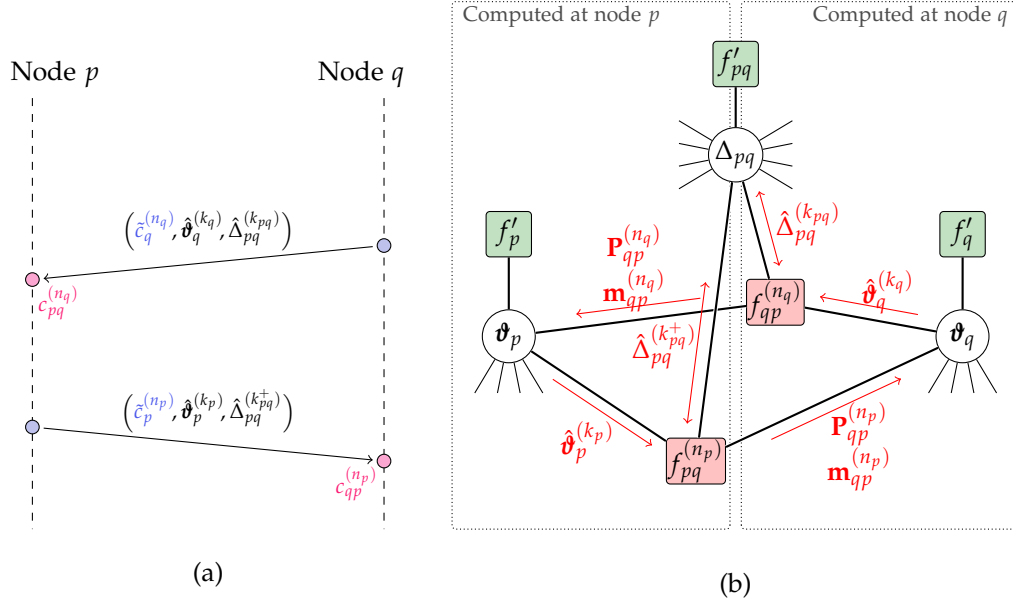 Node p
Node q
(c̃_q^(n_q), ϑ̂_q^(k_q), Δ̂_pq^(k_pq))
c_pq^(n_q)
(c̃_p^(n_p), ϑ̂_p^(k_p), Δ̂_pq^(k_pq^+))
c_qp^(n_p)
(a)
Computed at node p
Computed at node q
f′_pq
Δ_pq
Δ̂_pq^(k_pq)
f′_p
f′_q
P_qp^(n_q)
m_qp^(n_q)
f_qp^(n_q)
ϑ̂_q^(k_q)
ϑ_p
Δ̂_pq^(k_pq^+)
ϑ_q
ϑ̂_p^(k_p)
f_pq^(n_p)
P_qp^(n_p)
m_qp^(n_p)
(b)